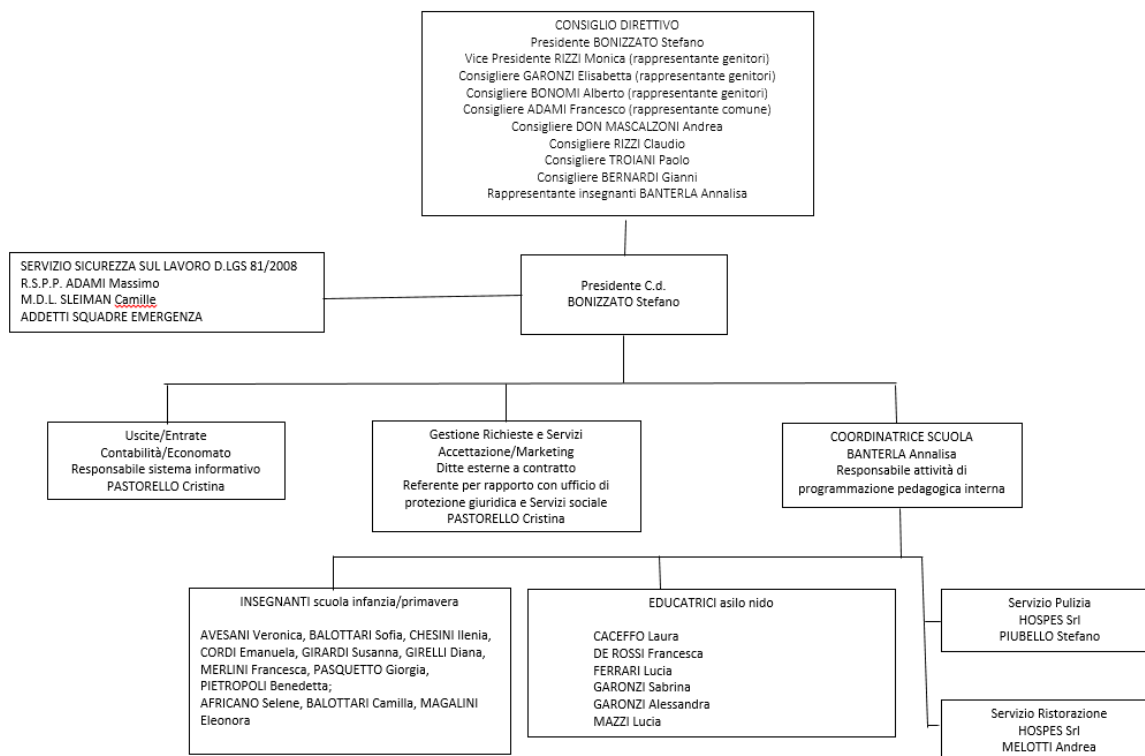 CONSIGLIO DIRETTIVO
Presidente BONIZZATO Stefano
Vice Presidente RIZZI Monica (rappresentante genitori)
Consigliere GARONZI Elisabetta (rappresentante genitori)
Consigliere BONOMI Alberto (rappresentante genitori)
Consigliere ADAMI Francesco (rappresentante comune)
Consigliere DON MASCALZONI Andrea
Consigliere RIZZI Claudio
Consigliere TROIANI Paolo
Consigliere BERNARDI Gianni
Rappresentante insegnanti BANTERLA Annalisa
SERVIZIO SICUREZZA SUL LAVORO D.LGS 81/2008
R.S.P.P. ADAMI Massimo
M.D.L. SLEIMAN Camille
ADDETTI SQUADRE EMERGENZA
Presidente C.d.
BONIZZATO Stefano
Uscite/Entrate
Contabilità/Economato
Responsabile sistema informativo
PASTORELLO Cristina
Gestione Richieste e Servizi
Accettazione/Marketing
Ditte esterne a contratto
Referente per rapporto con ufficio di
protezione giuridica e Servizi sociale
PASTORELLO Cristina
COORDINATRICE SCUOLA
BANTERLA Annalisa
Responsabile attività di
programmazione pedagogica interna
INSEGNANTI scuola infanzia/primavera
AVESANI Veronica, BALOTTARI Sofia, CHESINI Ilenia,
CORDI Emanuela, GIRARDI Susanna, GIRELLI Diana,
MERLINI Francesca, PASQUETTO Giorgia,
PIETROPOLI Benedetta;
AFRICANO Selene, BALOTTARI Camilla, MAGALINI
Eleonora
EDUCATRICI asilo nido
CACEFFO Laura
DE ROSSI Francesca
FERRARI Lucia
GARONZI Sabrina
GARONZI Alessandra
MAZZI Lucia
Servizio Pulizia
HOSPES Srl
PIUBELLO Stefano
Servizio Ristorazione
HOSPES Srl
MELOTTI Andrea